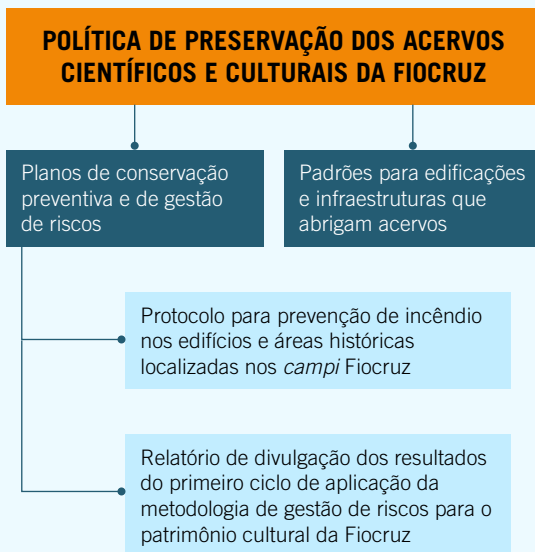 POLÍTICA DE PRESERVAÇÃO DOS ACERVOS
CIENTÍFICOS E CULTURAIS DA FIOCRUZ
Planos de conservação
preventiva e de gestão
de riscos
Padrões para edificações
e infraestruturas que
abrigam acervos
Protocolo para prevenção de incêndio
nos edifícios e áreas históricas
localizadas nos campi Fiocruz
Relatório de divulgação dos resultados
do primeiro ciclo de aplicação da
metodologia de gestão de riscos para o
patrimônio cultural da Fiocruz